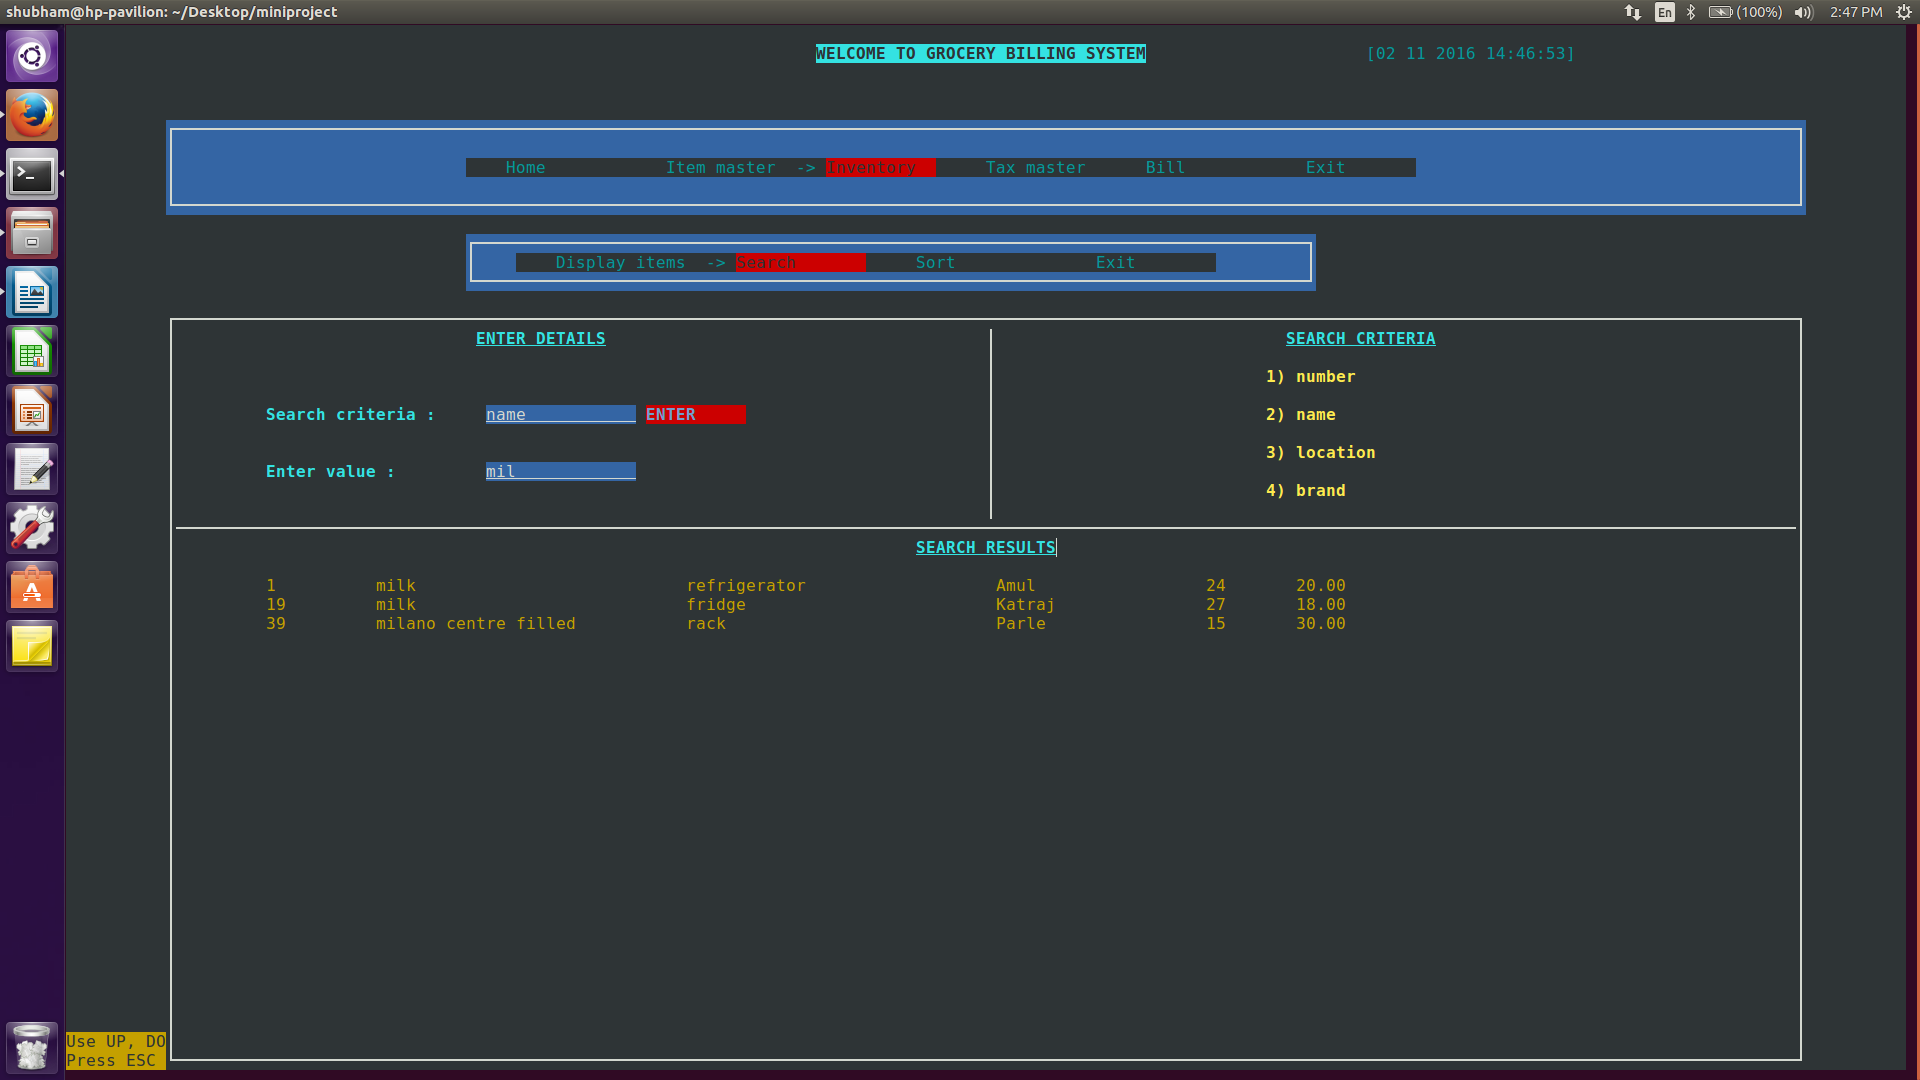 shubham@hp-pavilion: ~/Desktop/miniproject En (100%) 2:47 PM
WELCOME TO GROCERY BILLING SYSTEM [02 11 2016 14:46:53]
Home Item master -> Inventory Tax master Bill Exit
Display items -> Search Sort Exit
ENTER DETAILS
Search criteria : name ENTER
Enter value : mil
SEARCH CRITERIA
1) number
2) name
3) location
4) brand
SEARCH RESULTS
1 milk refrigerator Amul 24 20.00
19 milk fridge Katraj 27 18.00
39 milano centre filled rack Parle 15 30.00
Use UP, DO
Press ESC